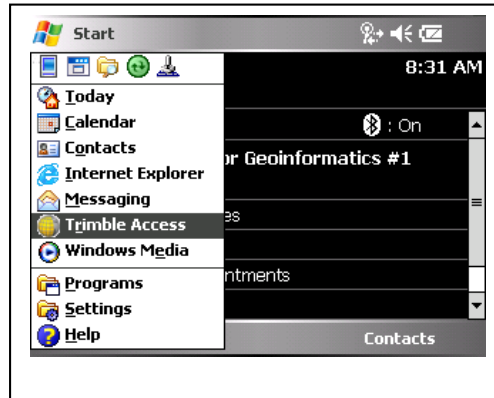 Start
8:31 AM
Today
Calendar
: On
Contacts
or Geoinformatics #1
Internet Explorer
Messaging
es
Trimble Access
Windows Media
ntments
Programs
Settings
Help
Contacts